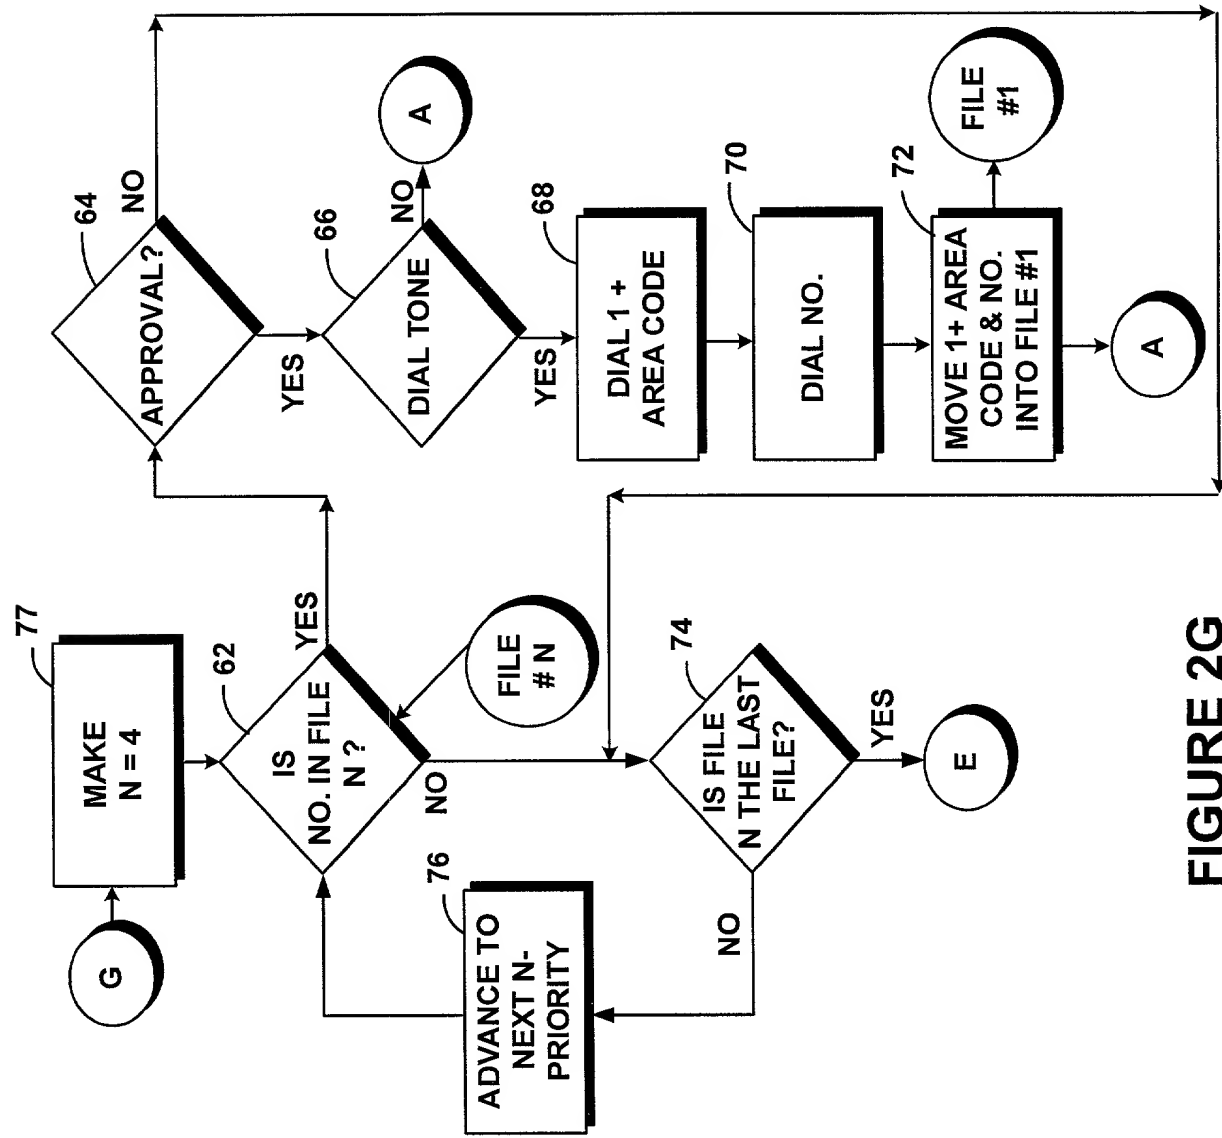 G
77
MAKE
N = 4
62
IS
NO. IN FILE
N ?
YES
NO
FILE
# N
76
ADVANCE TO
NEXT N-
PRIORITY
74
IS FILE
N THE LAST
FILE?
NO
YES
E
64
APPROVAL?
NO
YES
66
DIAL TONE
NO
A
YES
68
DIAL 1 +
AREA CODE
70
DIAL NO.
72
MOVE 1+ AREA
CODE & NO.
INTO FILE #1
FILE
#1
A
FIGURE 2G